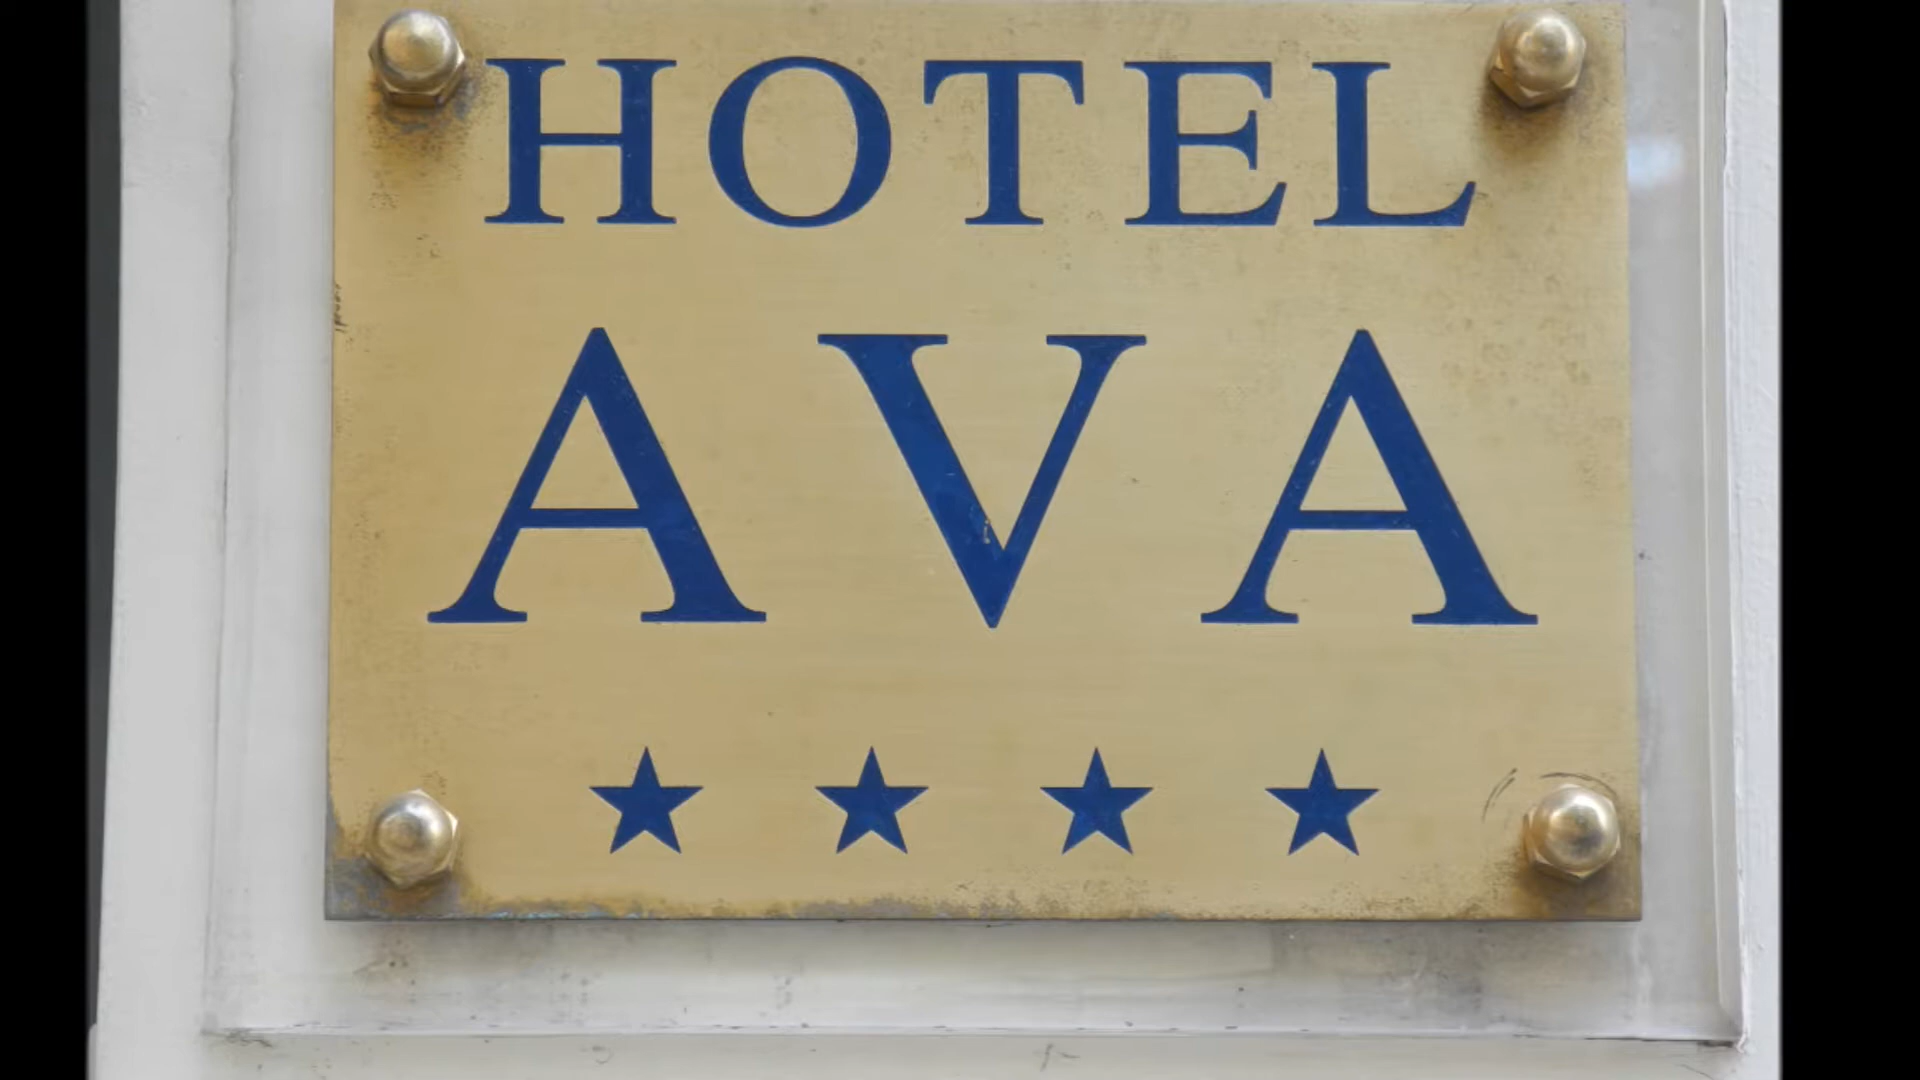 HOTEL
AVA
★ ★ ★ ★